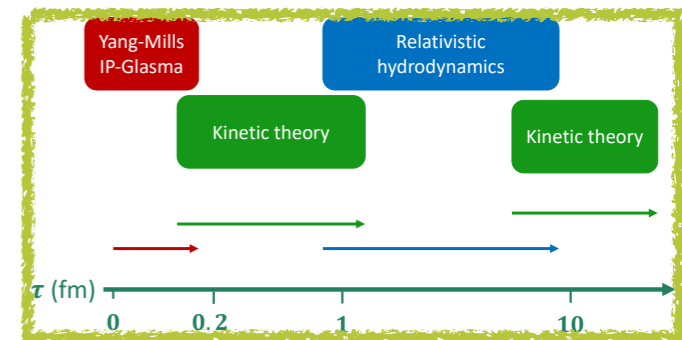 Yang-Mills
IP-Glasma
Relativistic
hydrodynamics
Kinetic theory
Kinetic theory
τ (fm)
0
0.2
1
10